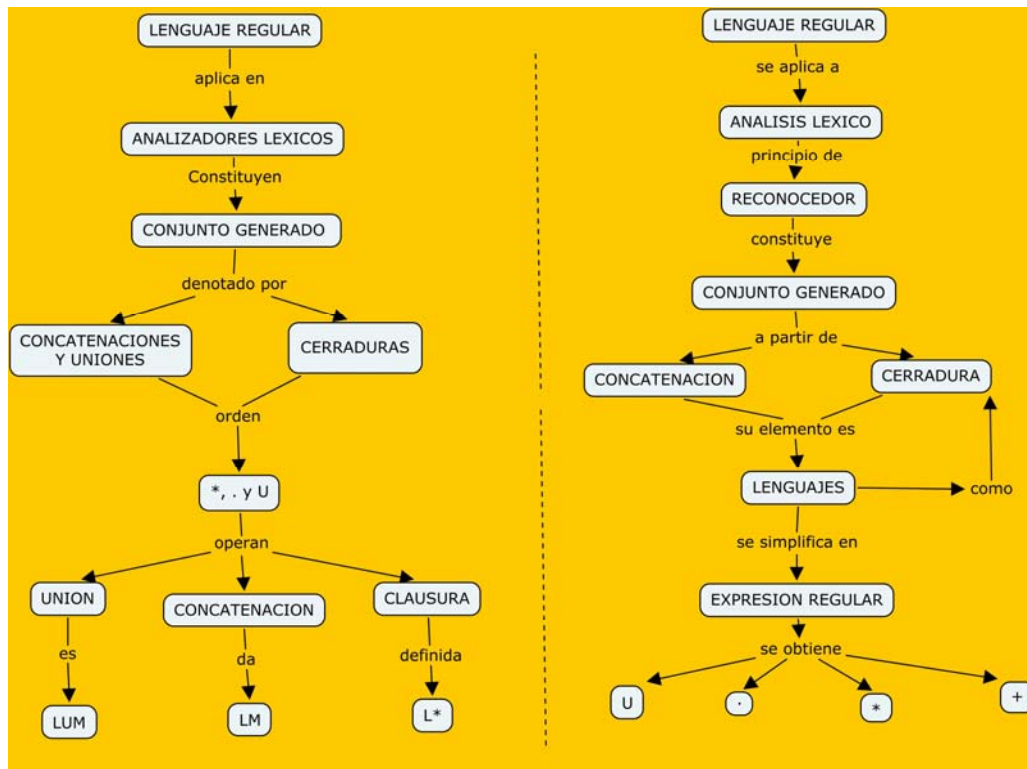 LENGUAJE REGULAR
aplica en
ANALIZADORES LEXICOS
Constituyen
CONJUNTO GENERADO
denotado por
CONCATENACIONES
Y UNIONES
CERRADURAS
orden
*, . y U
operan
UNION
CONCATENACION
CLAUSURA
es
da
definida
LUM
LM
L*
LENGUAJE REGULAR
se aplica a
ANALISIS LEXICO
principio de
RECONOCEDOR
constituye
CONJUNTO GENERADO
a partir de
CONCATENACION
CERRADURA
su elemento es
LENGUAJES
como
se simplifica en
EXPRESION REGULAR
se obtiene
U
.
*
+